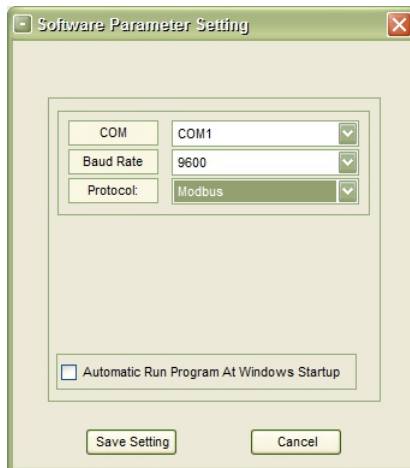 Software Parameter Setting
COM COM1
Baud Rate 9600
Protocol: Modbus
Automatic Run Program At Windows Startup
Save Setting Cancel